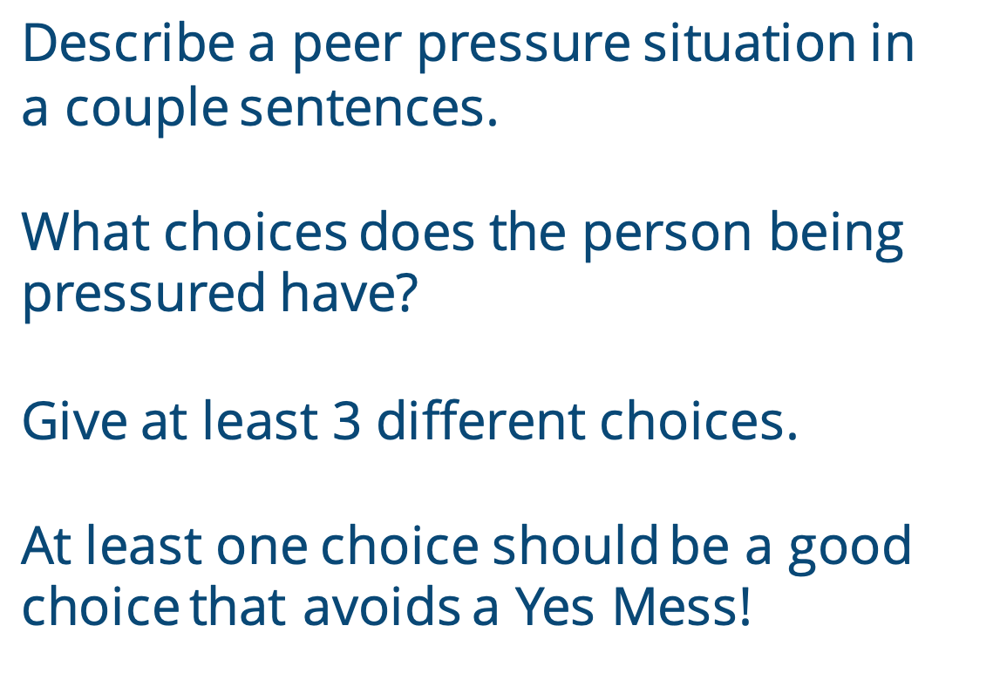 Describe a peer pressure situation in
a couple sentences.
What choices does the person being
pressured have?
Give at least 3 different choices.
At least one choice should be a good
choice that avoids a Yes Mess!